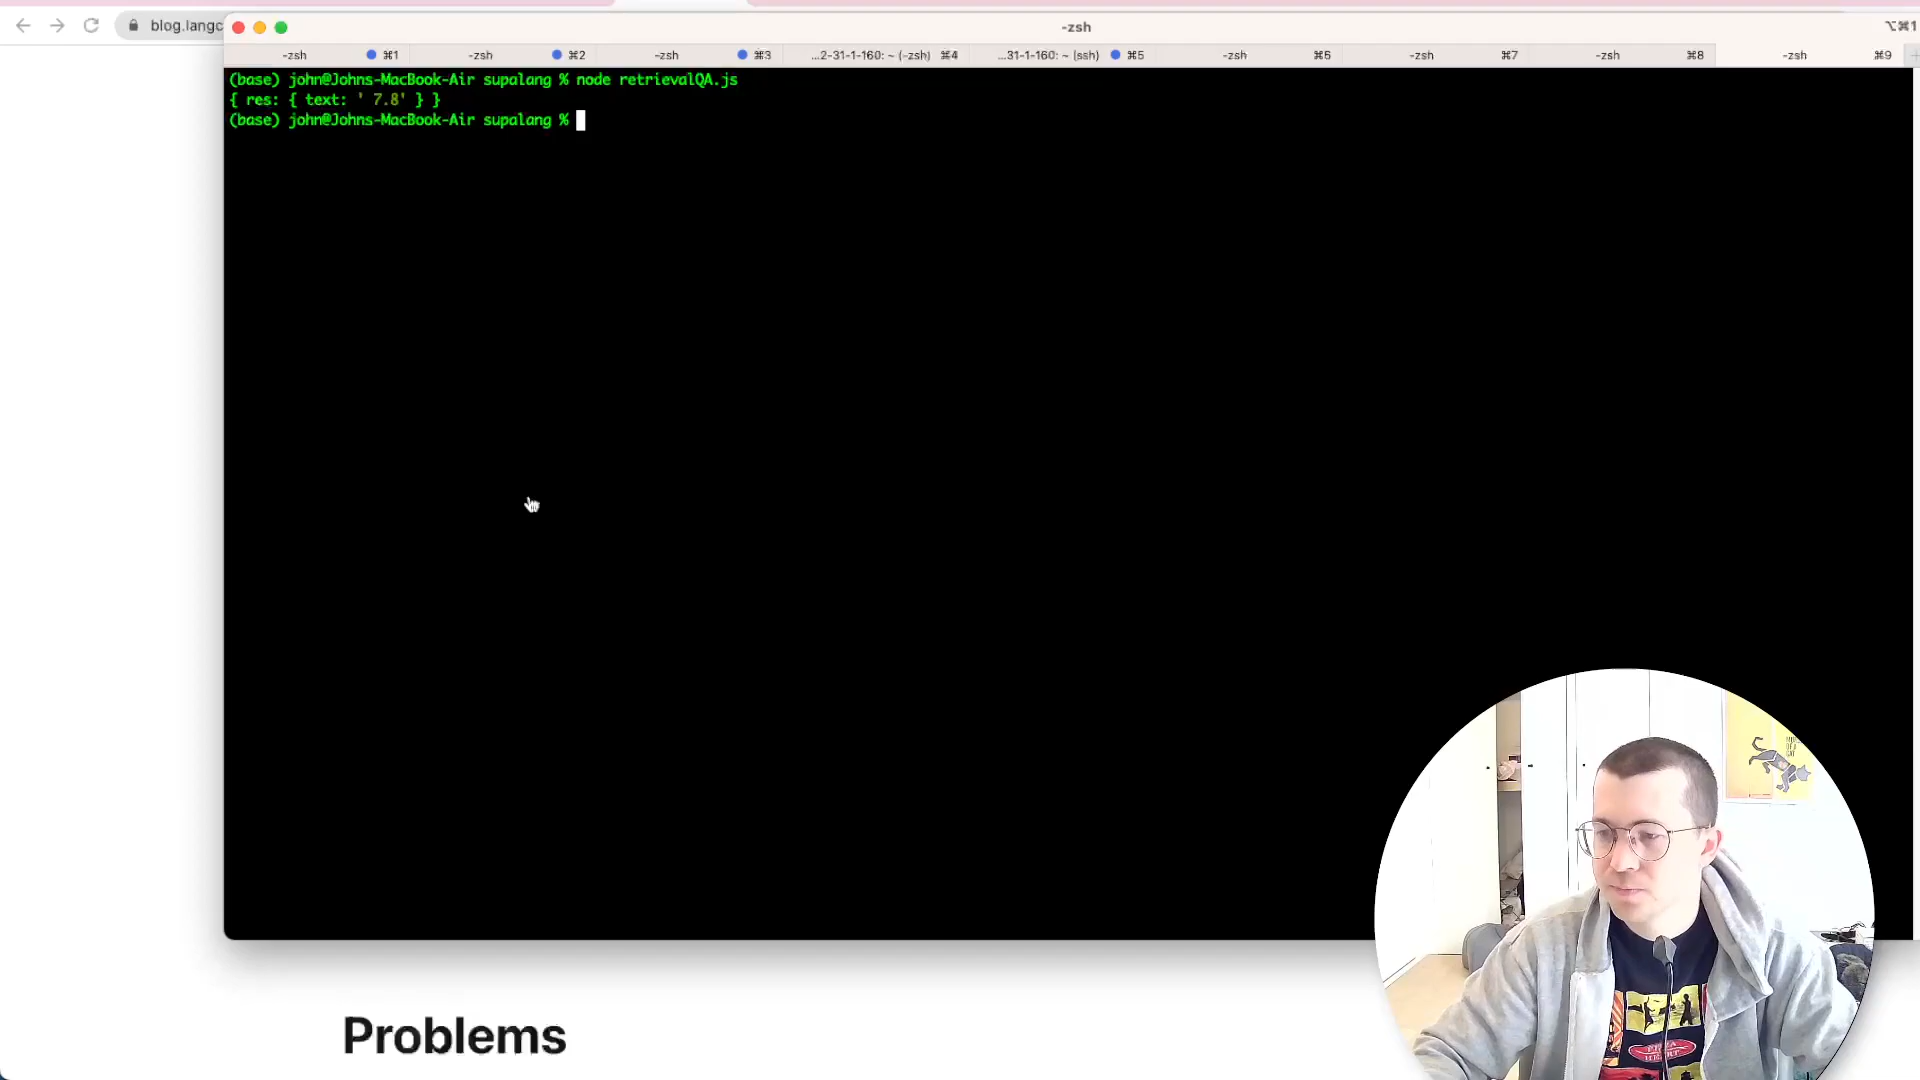 blog.langc
-zsh
⌥⌘1
-zsh ⌘1 -zsh ⌘2 -zsh ⌘3 ...2-31-1-160: ~ (-zsh) ⌘4 ...31-1-160: ~ (ssh) ⌘5 -zsh ⌘6 -zsh ⌘7 -zsh ⌘8 -zsh ⌘9
(base) john@Johns-MacBook-Air supalang % node retrievalQA.js
{ res: { text: ' 7.8' } }
(base) john@Johns-MacBook-Air supalang %
Problems